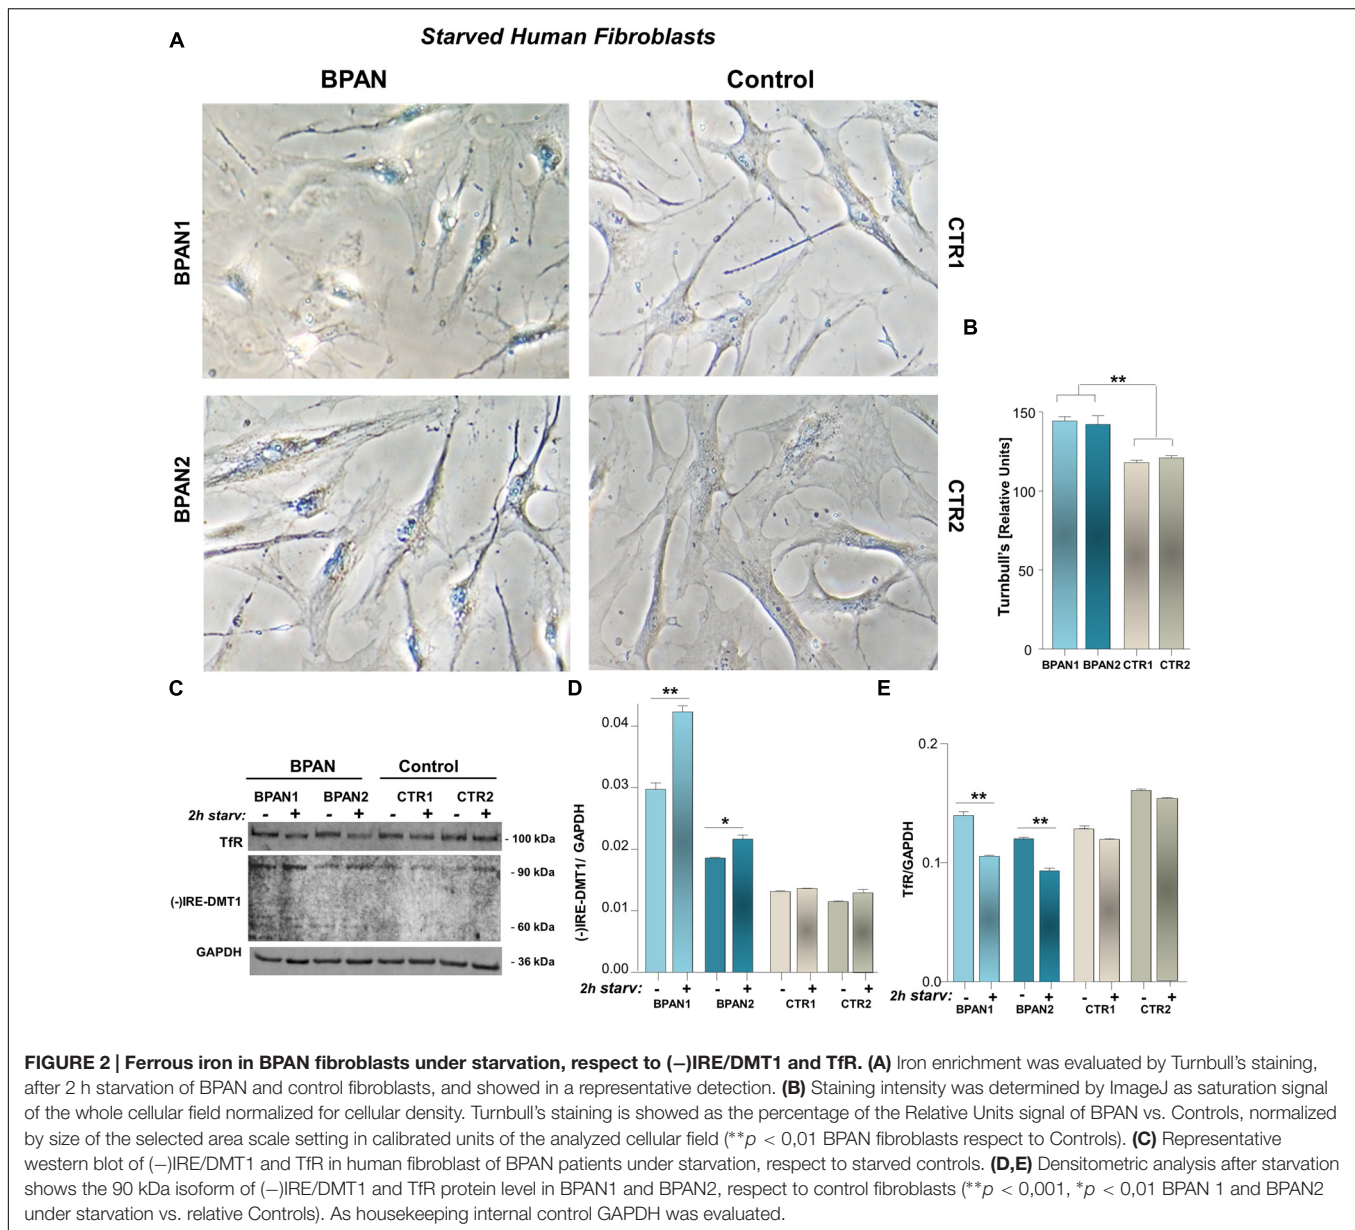 A
Starved Human Fibroblasts
BPAN
Control
BPAN1
CTR1
BPAN2
CTR2
B
**
Turnbull's [Relative Units]
150
100
50
0
BPAN1 BPAN2 CTR1 CTR2
C
BPAN Control
BPAN1 BPAN2 CTR1 CTR2
2h starv: - + - + - + - +
TfR
- 100 kDa
(-)IRE-DMT1
- 90 kDa
- 60 kDa
GAPDH
- 36 kDa
D
(-)IRE-DMT1/ GAPDH
0.04
0.03
0.02
0.01
0.00
**
*
2h starv: - + - + - + - +
BPAN1 BPAN2 CTR1 CTR2
E
TfR/GAPDH
0.2
0.1
0.0
**
**
2h starv: - + - + - + - +
BPAN1 BPAN2 CTR1 CTR2
FIGURE 2 | Ferrous iron in BPAN fibroblasts under starvation, respect to (−)IRE/DMT1 and TfR. (A) Iron enrichment was evaluated by Turnbull's staining,
after 2 h starvation of BPAN and control fibroblasts, and showed in a representative detection. (B) Staining intensity was determined by ImageJ as saturation signal
of the whole cellular field normalized for cellular density. Turnbull's staining is showed as the percentage of the Relative Units signal of BPAN vs. Controls, normalized
by size of the selected area scale setting in calibrated units of the analyzed cellular field (**p < 0,01 BPAN fibroblasts respect to Controls). (C) Representative
western blot of (−)IRE/DMT1 and TfR in human fibroblast of BPAN patients under starvation, respect to starved controls. (D,E) Densitometric analysis after starvation
shows the 90 kDa isoform of (−)IRE/DMT1 and TfR protein level in BPAN1 and BPAN2, respect to control fibroblasts (**p < 0,001, *p < 0,01 BPAN 1 and BPAN2
under starvation vs. relative Controls). As housekeeping internal control GAPDH was evaluated.